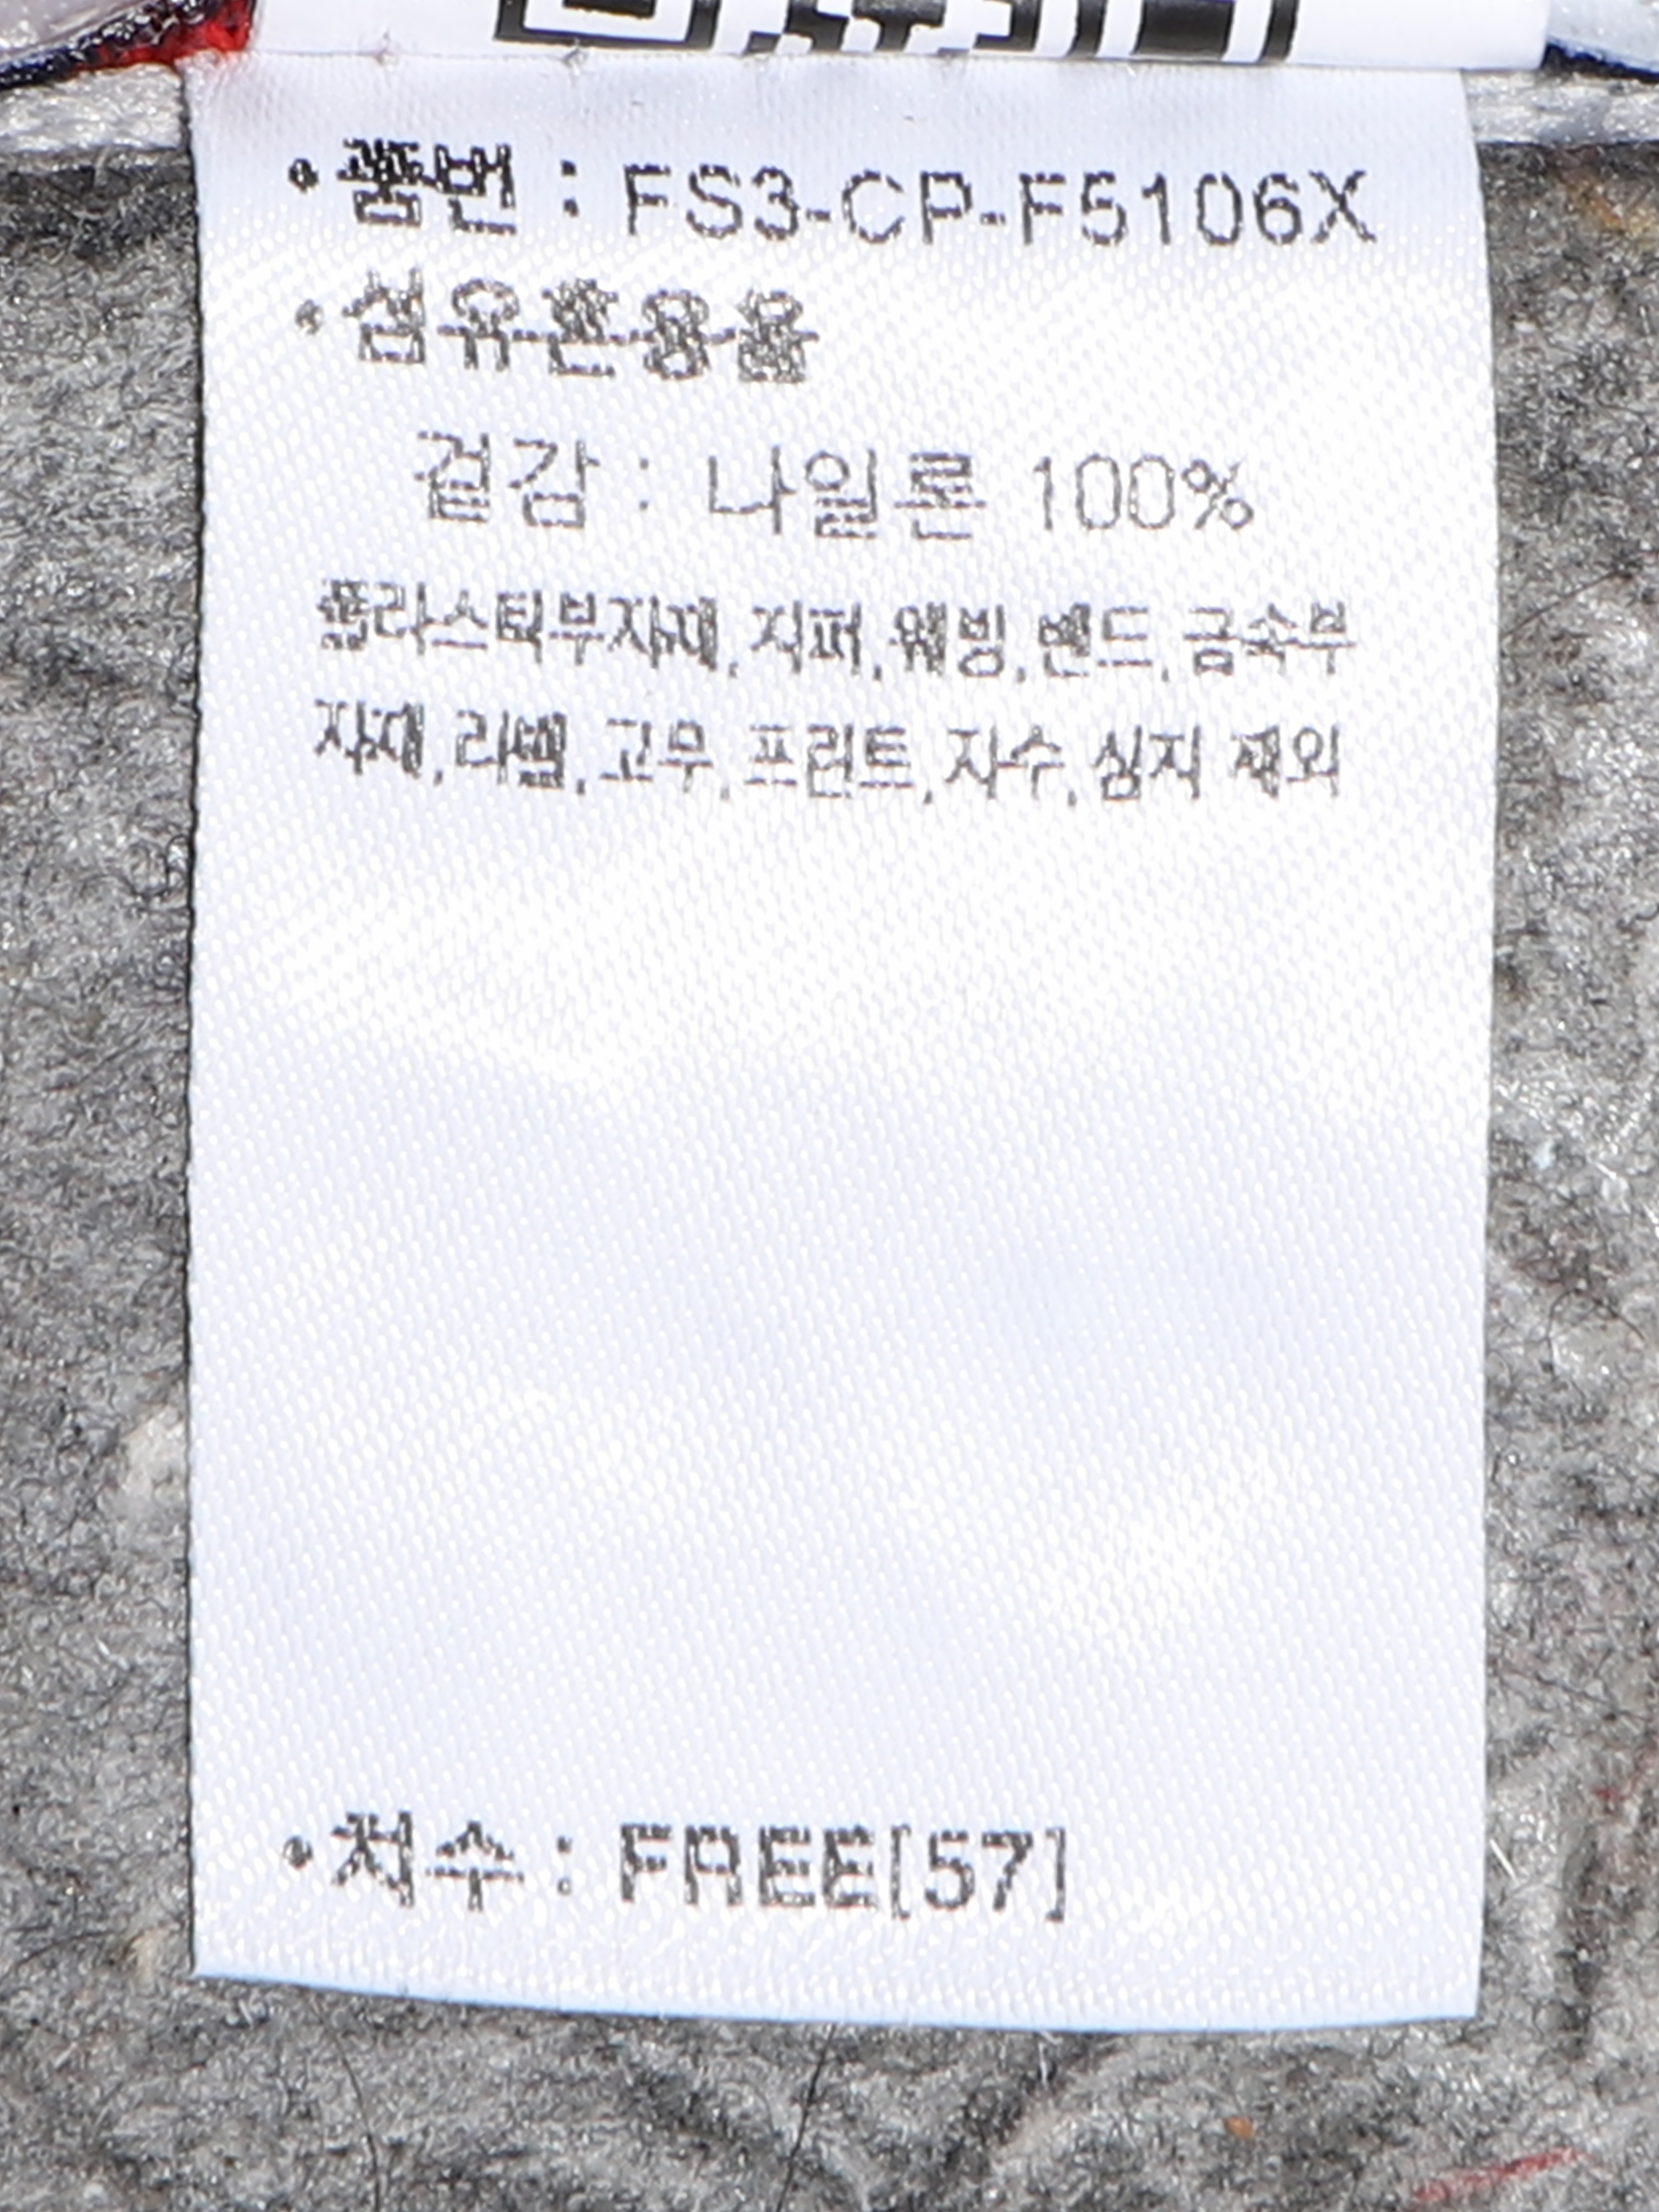 •품번 : FS3-CP-F5106X
•섬유혼용율
겉감 : 나일론 100%
플라스틱부자재,지퍼,웨빙,밴드,금속부
자재,라벨,고무,프린트,자수,심지 제외
•치수 : FREE[57]